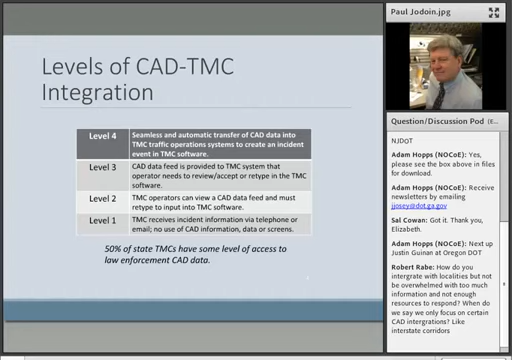 Paul Jodoin.jpg
Levels of CAD-TMC
Integration
Level 4
Seamless and automatic transfer of CAD data into
TMC traffic operations systems to create an incident
event in TMC software.
Level 3
CAD data feed is provided to TMC system that
operator needs to review/accept or retype in the TMC
software.
Level 2
TMC operators can view a CAD data feed and must
retype to input into TMC software.
Level 1
TMC receives incident information via telephone or
email; no use of CAD information, data or screens.
50% of state TMCs have some level of access to
law enforcement CAD data.
Question/Discussion Pod (E...
NJDOT
Adam Hopps (NOCoE): Yes,
please see the box above in files
for download.
Adam Hopps (NOCoE): Receive
newsletters by emailing
jjosey@dot.ga.gov
Sal Cowan: Got it. Thank you,
Elizabeth.
Adam Hopps (NOCoE): Next up
Justin Guinan at Oregon DOT
Robert Rabe: How do you
intergrate with localities but not be
overwhelmed with too much
information and not enough
resources to respond? When
do we say we only focus on
certain CAD intergrations? Like
interstate corridors